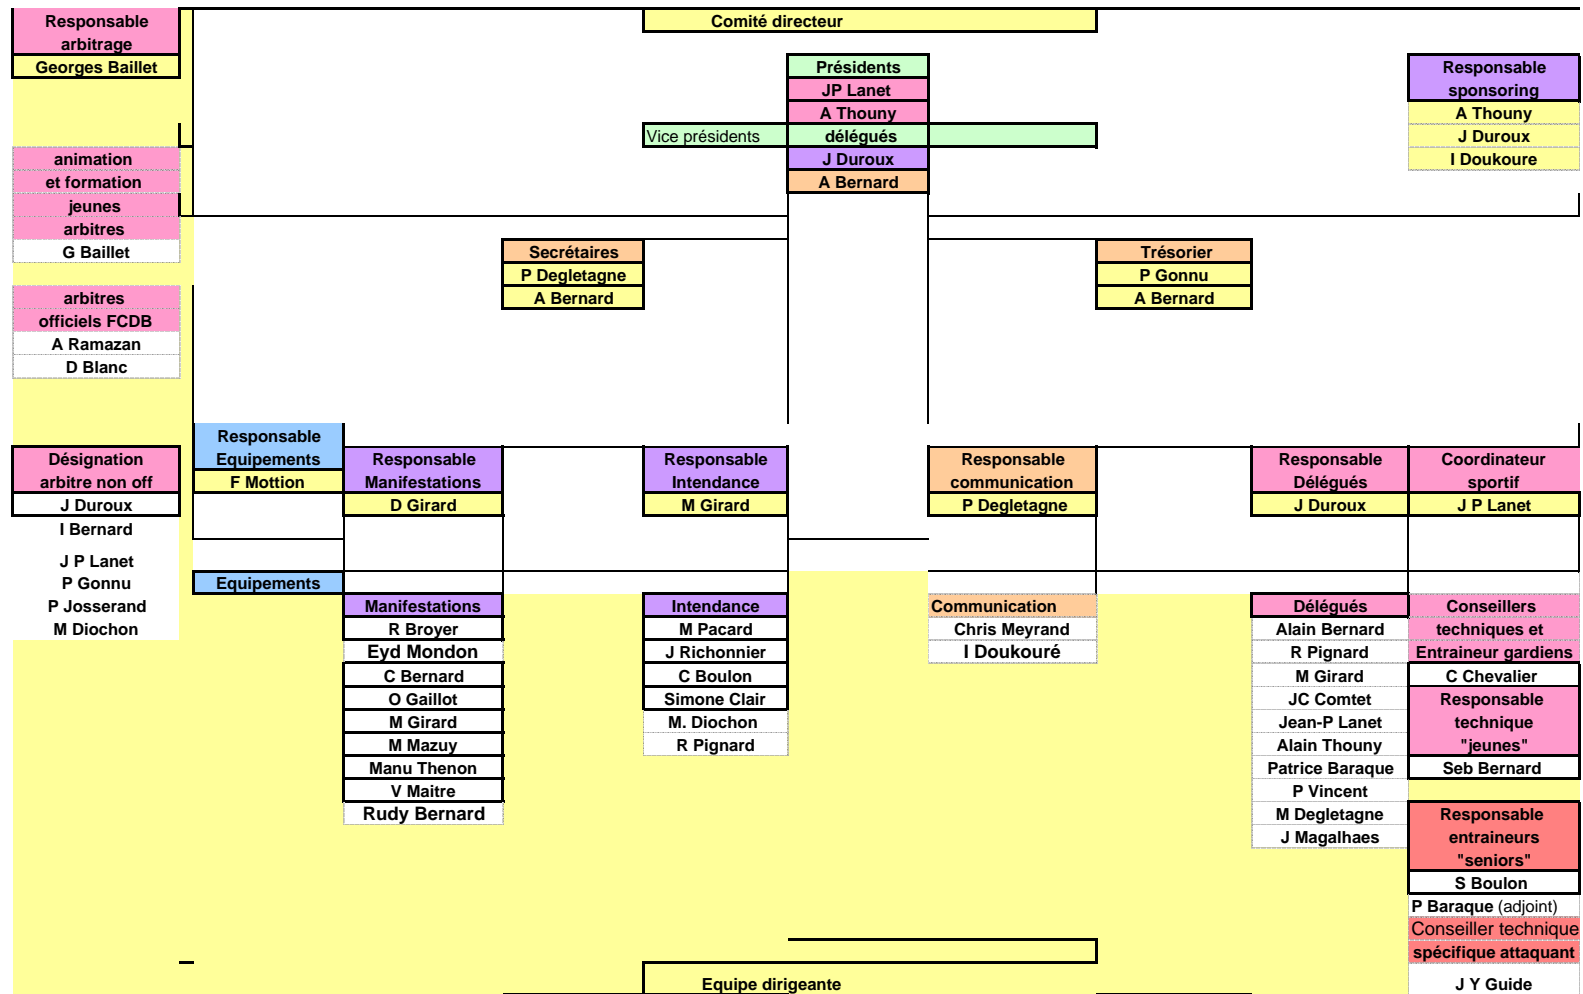 Responsable
arbitrage
Georges Baillet
Comité directeur
Présidents
JP Lanet
A Thouny
Vice présidents délégués
J Duroux
A Bernard
Responsable
sponsoring
A Thouny
J Duroux
I Doukoure
animation
et formation
jeunes
arbitres
G Baillet
Secrétaires
P Degletagne
A Bernard
Trésorier
P Gonnu
A Bernard
arbitres
officiels FCDB
A Ramazan
D Blanc
Désignation
arbitre non off
J Duroux
I Bernard
J P Lanet
P Gonnu
P Josserand
M Diochon
Responsable
Equipements
F Mottion
Equipements
Responsable
Manifestations
D Girard
Manifestations
R Broyer
Eyd Mondon
C Bernard
O Gaillot
M Girard
M Mazuy
Manu Thenon
V Maitre
Rudy Bernard
Responsable
Intendance
M Girard
Intendance
M Pacard
J Richonnier
C Boulon
Simone Clair
M. Diochon
R Pignard
Responsable
communication
P Degletagne
Communication
Chris Meyrand
I Doukouré
Responsable
Délégués
J Duroux
Délégués
Alain Bernard
R Pignard
M Girard
JC Comtet
Jean-P Lanet
Alain Thouny
Patrice Baraque
P Vincent
M Degletagne
J Magalhaes
Coordinateur
sportif
J P Lanet
Conseillers
techniques et
Entraineur gardiens
C Chevalier
Responsable
technique
"jeunes"
Seb Bernard
Responsable
entraineurs
"seniors"
S Boulon
P Baraque (adjoint)
Conseiller technique
spécifique attaquant
J Y Guide
Equipe dirigeante